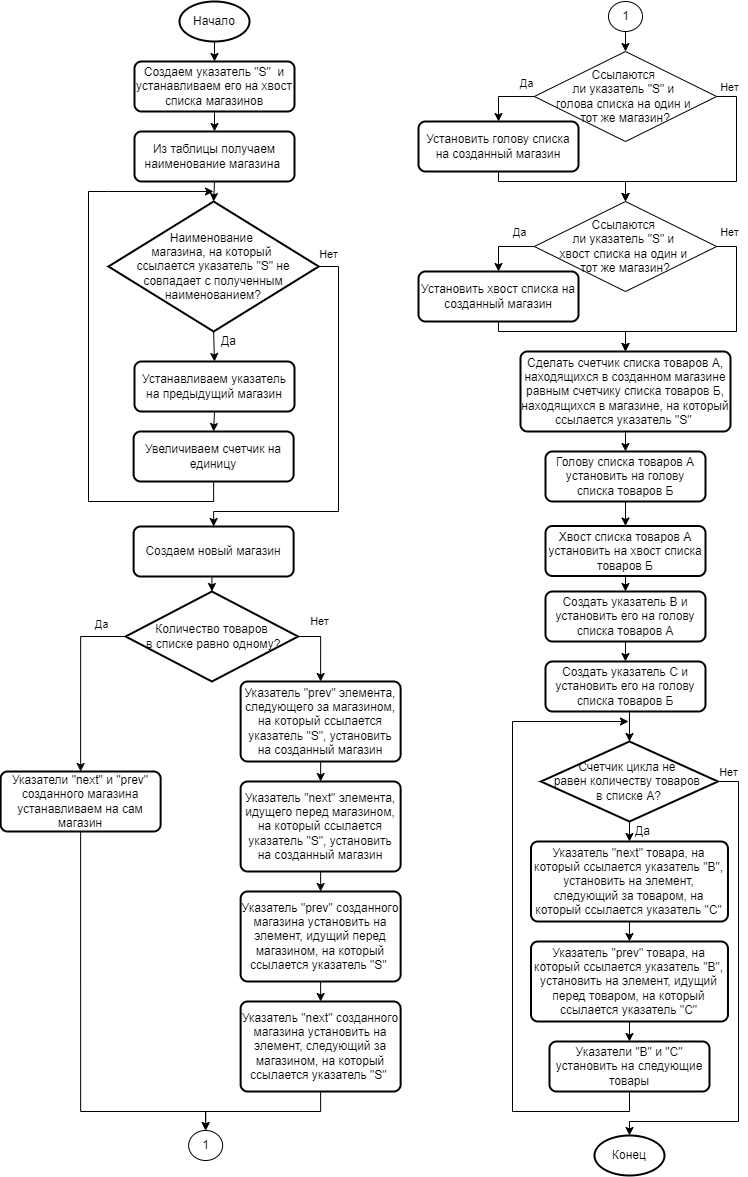 Начало
Создаем указатель "S" и
устанавливаем его на хвост
списка магазинов
Из таблицы получаем
наименование магазина
Наименование
магазина, на который
ссылается указатель "S" не
совпадает с полученным
наименованием?
Нет
Да
Устанавливаем указатель
на предыдущий магазин
Увеличиваем счетчик на
единицу
Создаем новый магазин
Количество товаров
в списке равно одному?
Да
Нет
Указатели "next" и "prev"
созданного магазина
устанавливаем на сам
магазин
Указатель "prev" элемента,
следующего за магазином,
на который ссылается
указатель "S", установить
на созданный магазин
Указатель "next" элемента,
идущего перед магазином,
на который ссылается
указатель "S", установить
на созданный магазин
Указатель "prev" созданного
магазина установить на
элемент, идущий перед
магазином, на который
ссылается указатель "S"
Указатель "next" созданного
магазина установить на
элемент, следующий за
магазином, на который
ссылается указатель "S"
1
1
Ссылаются
ли указатель "S" и
голова списка на один и
тот же магазин?
Да
Нет
Установить голову списка
на созданный магазин
Ссылаются
ли указатель "S" и
хвост списка на один и
тот же магазин?
Да
Нет
Установить хвост списка на
созданный магазин
Сделать счетчик списка товаров А,
находящихся в созданном магазине
равным счетчику списка товаров Б,
находящихся в магазине, на который
ссылается указатель "S"
Голову списка товаров А
установить на голову
списка товаров Б
Хвост списка товаров А
установить на хвост списка
товаров Б
Создать указатель В и
установить его на голову
списка товаров А
Создать указатель С и
установить его на голову
списка товаров Б
Счетчик цикла не
равен количеству товаров
в списке А?
Нет
Да
Указатель "next" товара, на
который ссылается указатель "В",
установить на элемент,
следующий за товаром, на
который ссылается указатель "С"
Указатель "prev" товара, на
который ссылается указатель "В",
установить на элемент, идущий
перед товаром, на который
ссылается указатель "С"
Указатели "В" и "С"
установить на следующие
товары
Конец